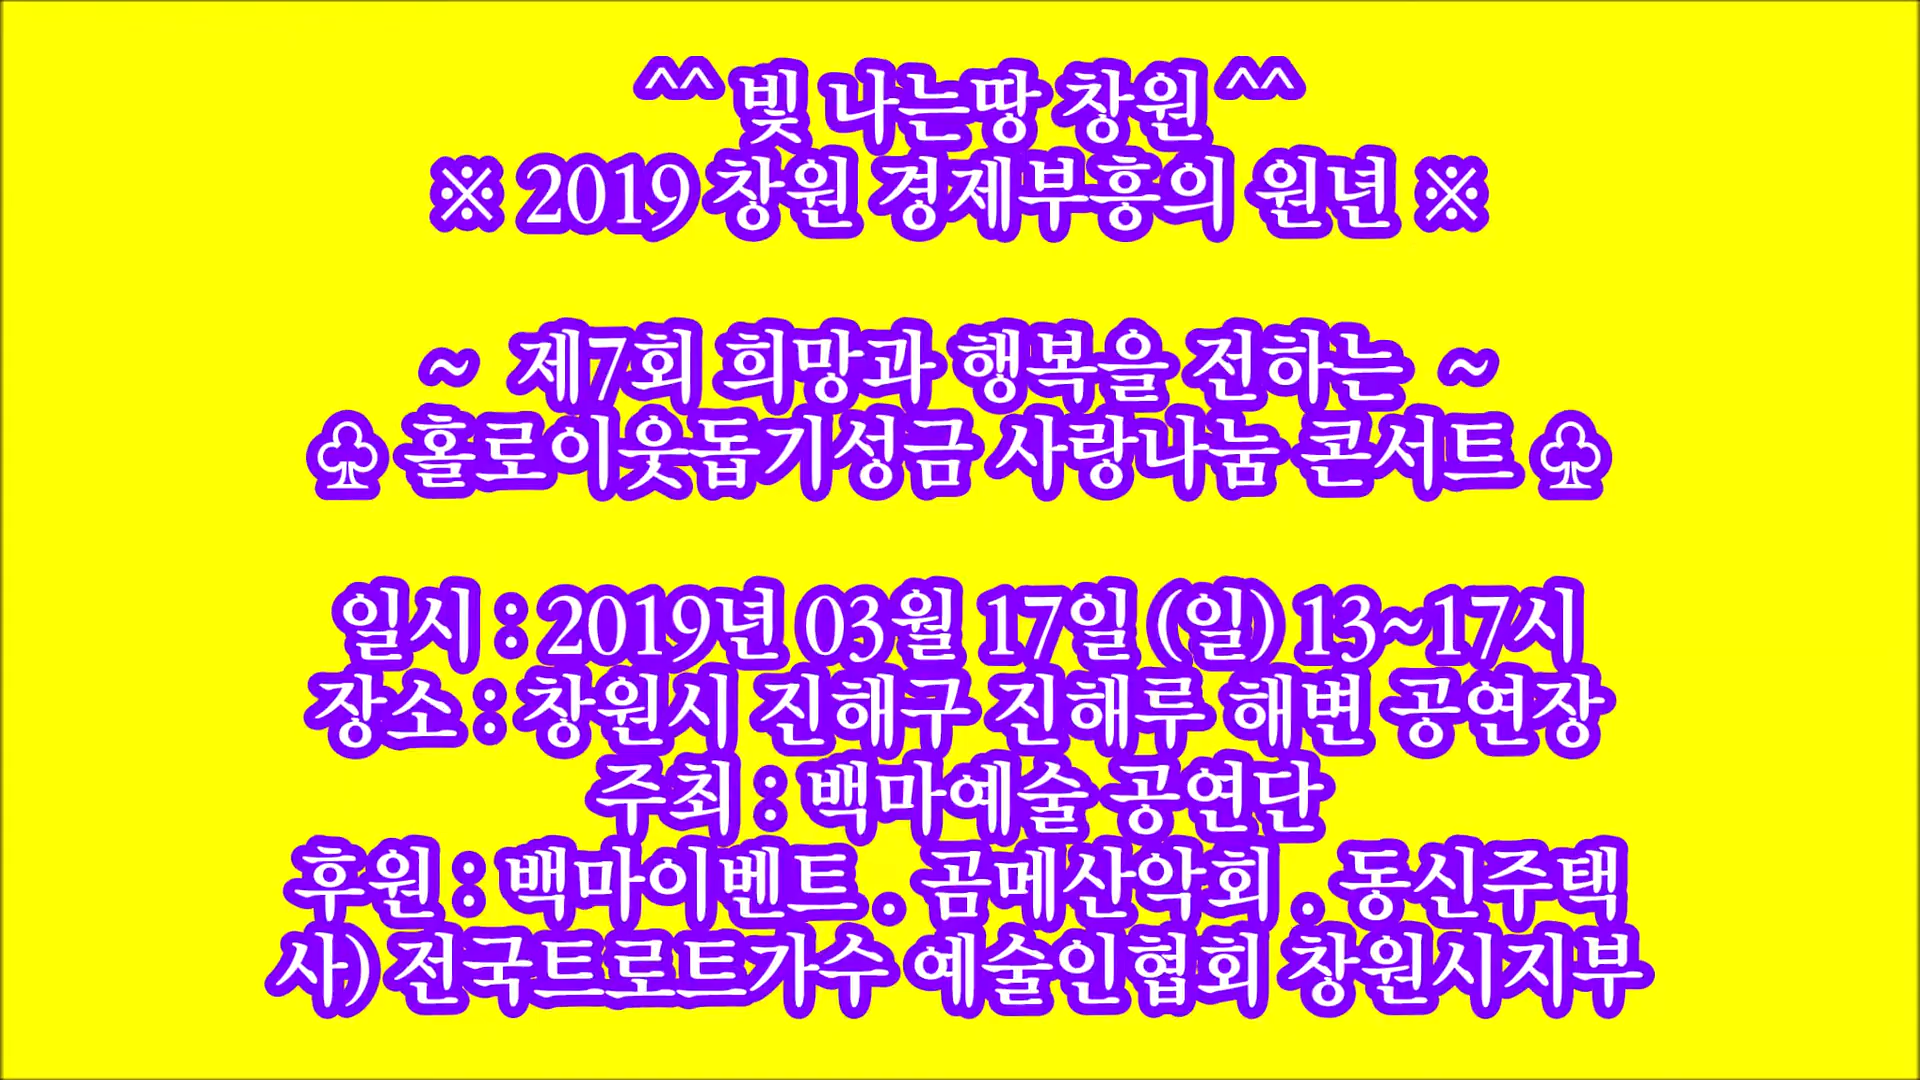 ^^ 빛 나는땅 창원 ^^
※ 2019 창원 경제부흥의 원년 ※
~ 제7회 희망과 행복을 전하는 ~
♧ 홀로이웃돕기성금 사랑나눔 콘서트 ♧
일시 : 2019년 03월 17일 (일) 13~17시
장소 : 창원시 진해구 진해루 해변 공연장
주최 : 백마예술 공연단
후원 : 백마이벤트 . 곰메산악회 . 동신주택
사) 전국트로트가수 예술인협회 창원시지부